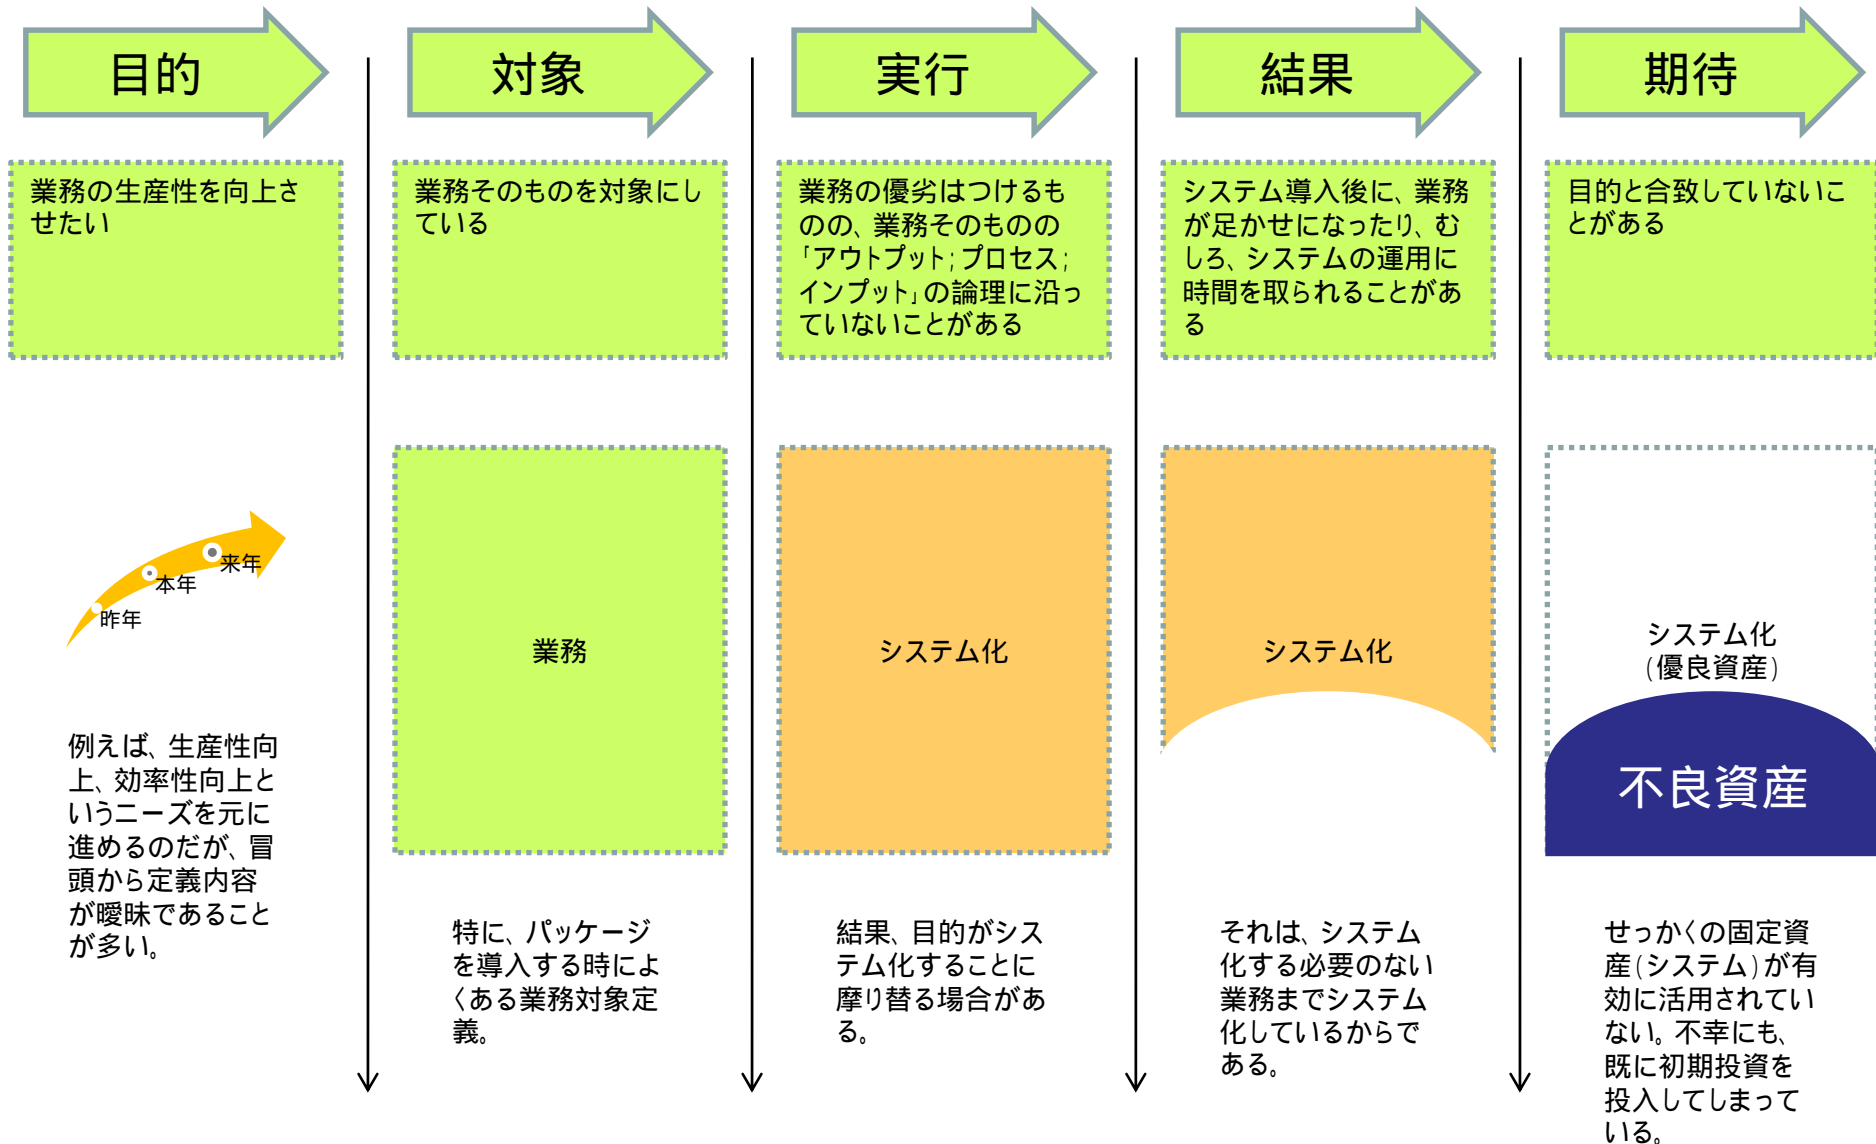 目的
対象
実行
結果
期待
業務の生産性を向上さ
せたい
業務そのものを対象にし
ている
業務の優劣はつけるも
のの、業務そのものの
「アウトプット;プロセス;
インプット」の論理に沿っ
ていないことがある
システム導入後に、業務
が足かせになったり、む
しろ、システムの運用に
時間を取られることがあ
る
目的と合致していないこ
とがある
来年
本年
昨年
業務
システム化
システム化
システム化
(優良資産)
不良資産
例えば、生産性向
上、効率性向上と
いうニーズを元に
進めるのだが、冒
頭から定義内容
が曖昧であること
が多い。
特に、パッケージ
を導入する時によ
くある業務対象定
義。
結果、目的がシス
テム化することに
摩り替る場合があ
る。
それは、システム
化する必要のない
業務までシステム
化しているからで
ある。
せっかくの固定資
産(システム)が有
効に活用されてい
ない。不幸にも、
既に初期投資を
投入してしまって
いる。